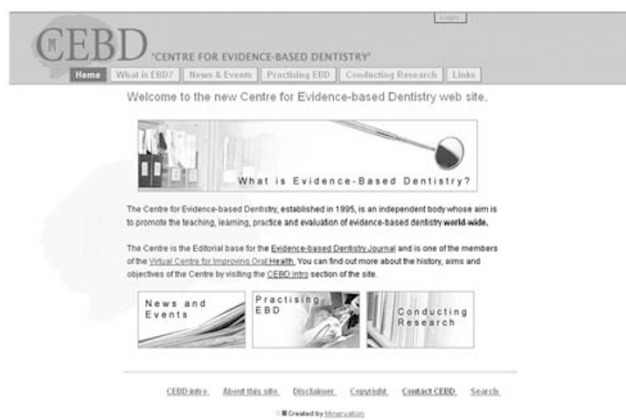 Login
CEBD
'CENTRE FOR EVIDENCE-BASED DENTISTRY'
Home What is EBD? News & Events Practising EBD Conducting Research Links
Welcome to the new Centre for Evidence-based Dentistry web site.
What is Evidence-Based Dentistry?
The Centre for Evidence-based Dentistry, established in 1995, is an independent body whose aim is
to promote the teaching, learning, practice and evaluation of evidence-based dentistry world-wide.
The Centre is the Editorial base for the Evidence-based Dentistry Journal and is one of the members
of the Virtual Centre for Improving Oral Health. You can find out more about the history, aims and
objectives of the Centre by visiting the CEBD Intro section of the site.
News and
Events
Practising
EBD
Conducting
Research
CEBD intro About this site Disclaimer Copyright Contact CEBD Search
Created by Minervation